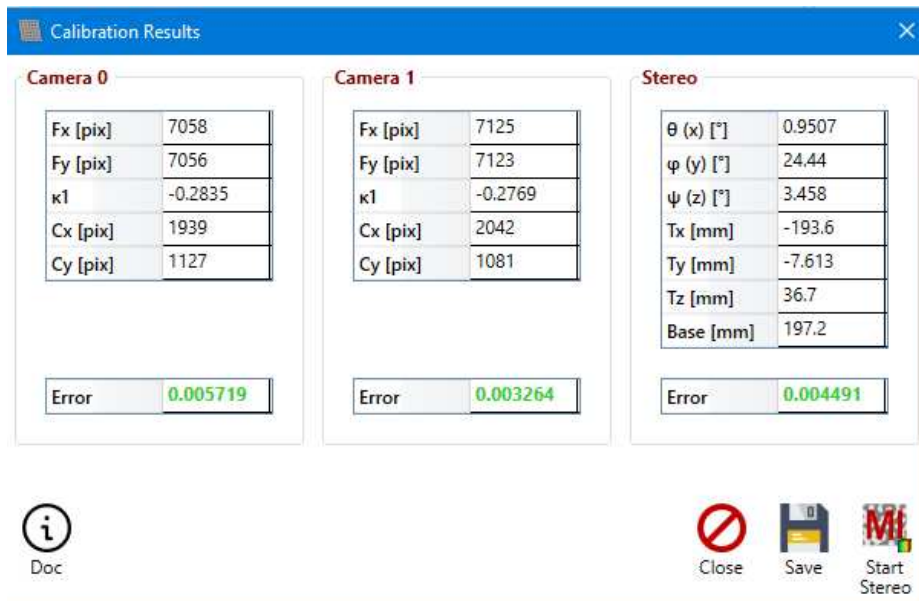 Calibration Results
Camera 0
Fx [pix] 7058
Fy [pix] 7056
κ1 -0.2835
Cx [pix] 1939
Cy [pix] 1127
Error 0.005719
Camera 1
Fx [pix] 7125
Fy [pix] 7123
κ1 -0.2769
Cx [pix] 2042
Cy [pix] 1081
Error 0.003264
Stereo
θ (x) [°] 0.9507
φ (y) [°] 24.44
ψ (z) [°] 3.458
Tx [mm] -193.6
Ty [mm] -7.613
Tz [mm] 36.7
Base [mm] 197.2
Error 0.004491
Doc
Close
Save
MI
Start
Stereo